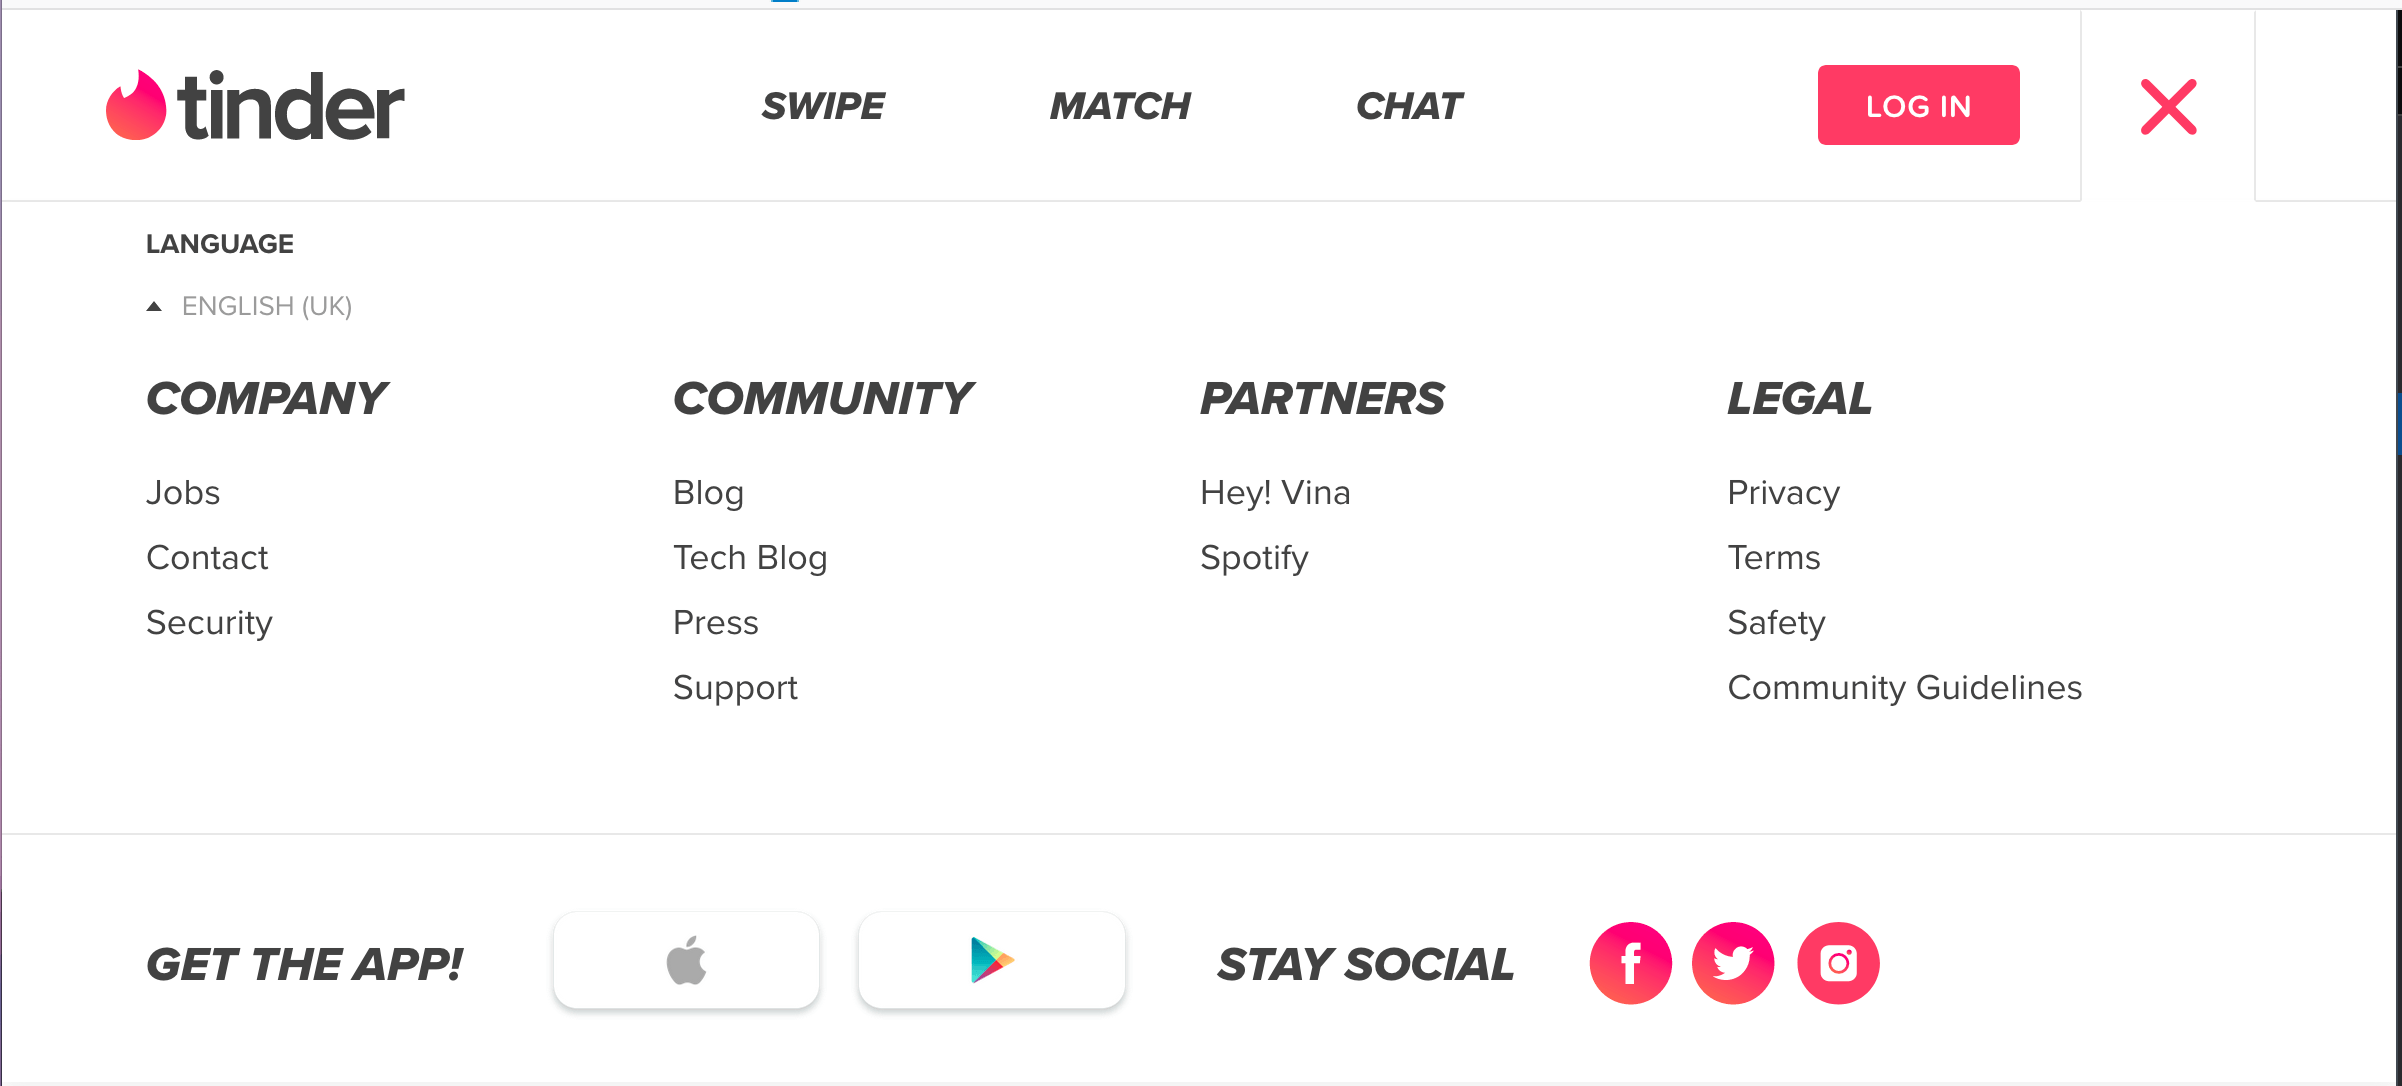 tinder
SWIPE MATCH CHAT LOG IN
LANGUAGE
ENGLISH (UK)
COMPANY
Jobs
Contact
Security
COMMUNITY
Blog
Tech Blog
Press
Support
PARTNERS
Hey! Vina
Spotify
LEGAL
Privacy
Terms
Safety
Community Guidelines
GET THE APP!
STAY SOCIAL